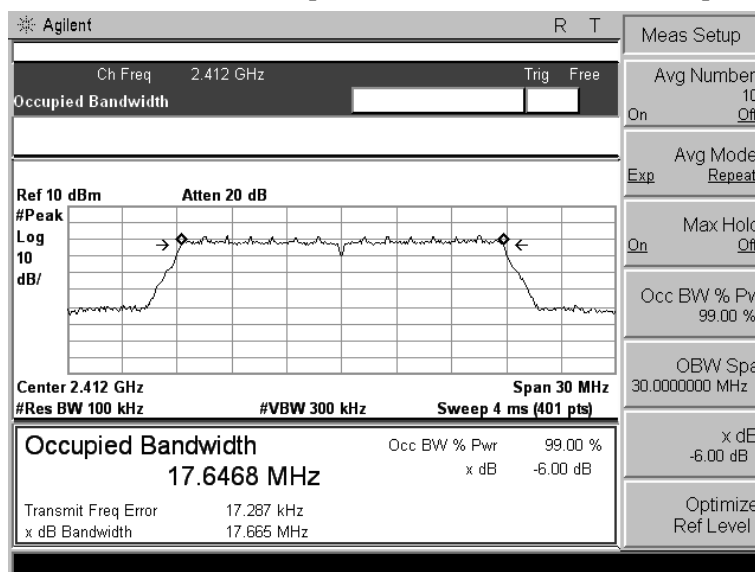 Agilent R T
Meas Setup
Ch Freq 2.412 GHz Trig Free
Occupied Bandwidth
Avg Number
10
On Off
Avg Mode
Exp Repeat
Max Hold
On Off
Occ BW % Pw
99.00 %
OBW Spa
30.0000000 MHz
x dB
-6.00 dB
Optimize
Ref Level
Ref 10 dBm Atten 20 dB
#Peak
Log
10
dB/
Center 2.412 GHz Span 30 MHz
#Res BW 100 kHz #VBW 300 kHz Sweep 4 ms (401 pts)
Occupied Bandwidth Occ BW % Pwr 99.00 %
17.6468 MHz x dB -6.00 dB
Transmit Freq Error 17.287 kHz
x dB Bandwidth 17.665 MHz